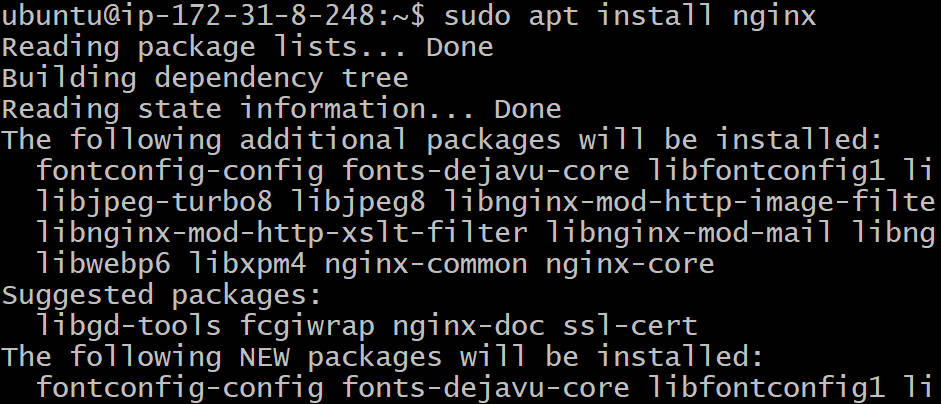 ubuntu@ip-172-31-8-248:~$ sudo apt install nginx
Reading package lists... Done
Building dependency tree
Reading state information... Done
The following additional packages will be installed:
fontconfig-config fonts-dejavu-core libfontconfig1 li
libjpeg-turbo8 libjpeg8 libnginx-mod-http-image-filte
libnginx-mod-http-xslt-filter libnginx-mod-mail libng
libwebp6 libxpm4 nginx-common nginx-core
Suggested packages:
libgd-tools fcgiwrap nginx-doc ssl-cert
The following NEW packages will be installed:
fontconfig-config fonts-dejavu-core libfontconfig1 li